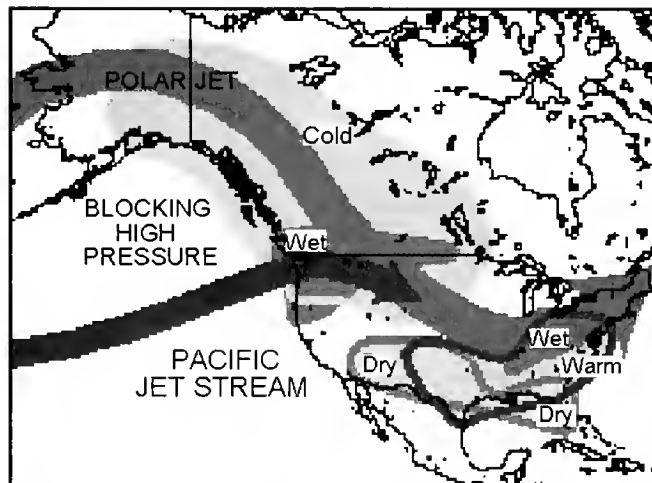 POLAR JET
Cold
BLOCKING
HIGH
PRESSURE
Wet
PACIFIC
JET STREAM
Dry
Wet
Warm
Dry